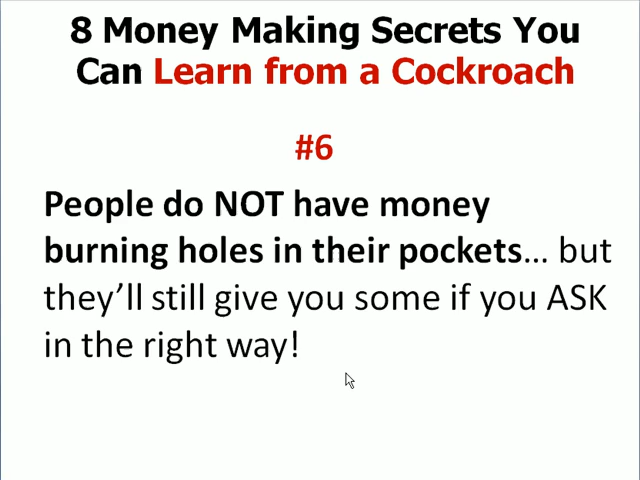 8 Money Making Secrets You
Can Learn from a Cockroach
#6
People do NOT have money
burning holes in their pockets… but
they’ll still give you some if you ASK
in the right way!